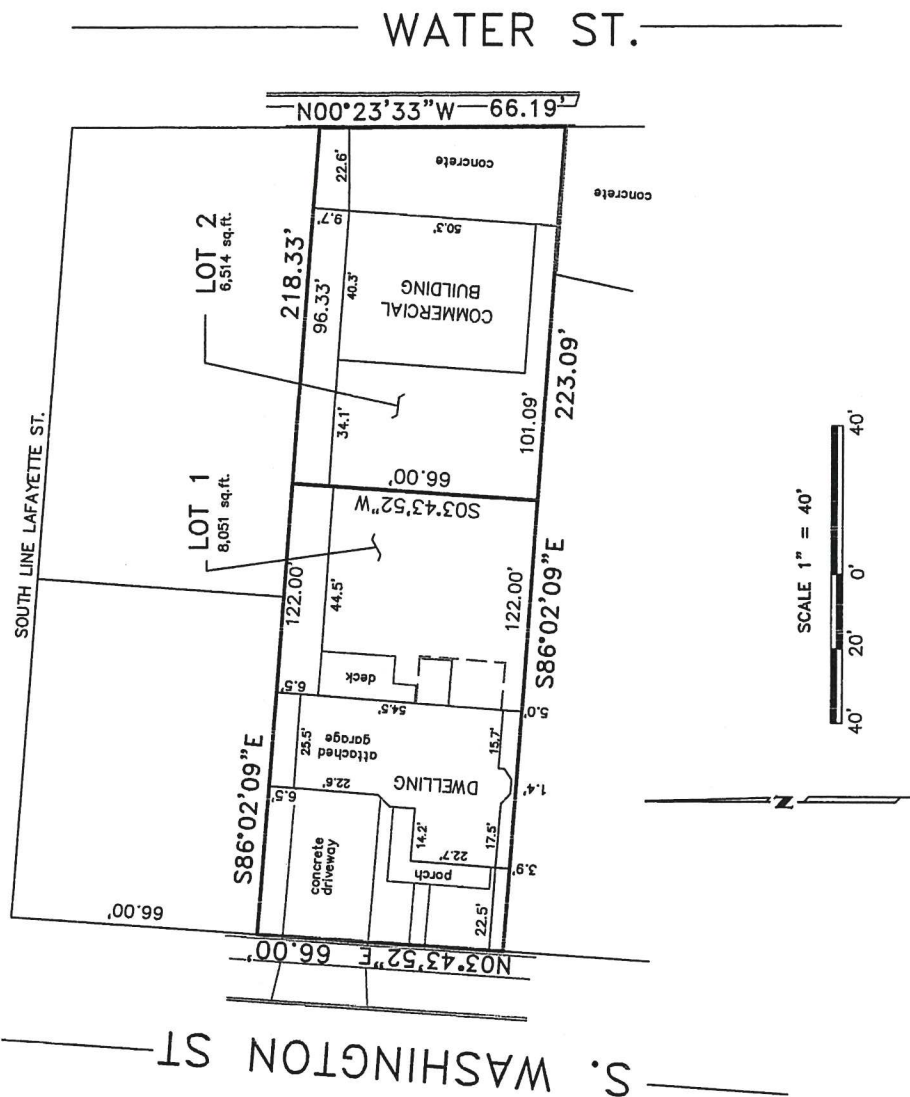 WATER ST.
N00°23'33"W 66.19'
concrete
concrete
22.6'
9.7'
50.3'
LOT 2
6,514 sq.ft.
218.33'
96.33'
40.3'
COMMERCIAL
BUILDING
34.1'
101.09'
223.09'
SOUTH LINE LAFAYETTE ST.
66.00'
S03°43'52"W
LOT 1
8,051 sq.ft.
122.00'
44.5'
122.00'
S86°02'09"E
SCALE 1" = 40'
40' 20' 0' 40'
deck
6.5'
54.5'
5.0'
25.5'
attached
garage
15.7'
S86°02'09"E
6.5'
22.6'
DWELLING
1.4'
N
concrete
driveway
14.2'
17.5'
22.7'
3.9'
porch
22.5'
66.00'
N03°43'52"E 66.00'
S. WASHINGTON ST